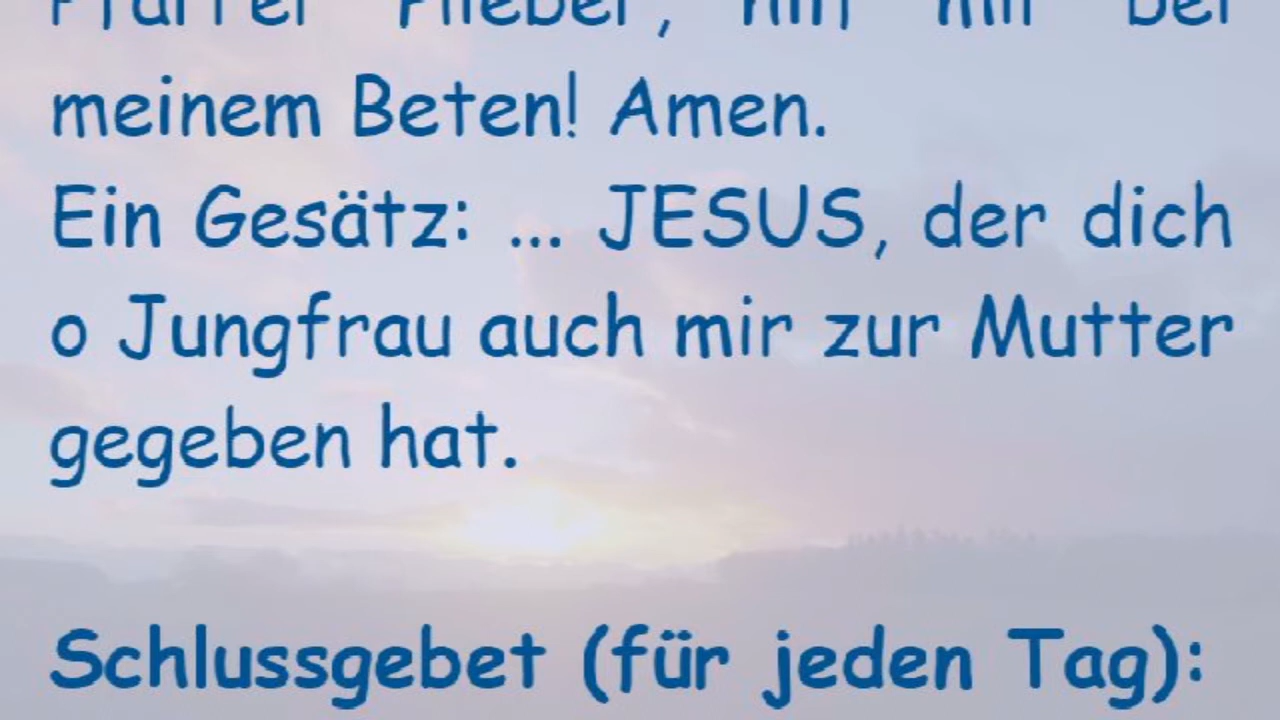 meinem Beten! Amen.
Ein Gesätz: ... JESUS, der dich
o Jungfrau auch mir zur Mutter
gegeben hat.
Schlussgebet (für jeden Tag):